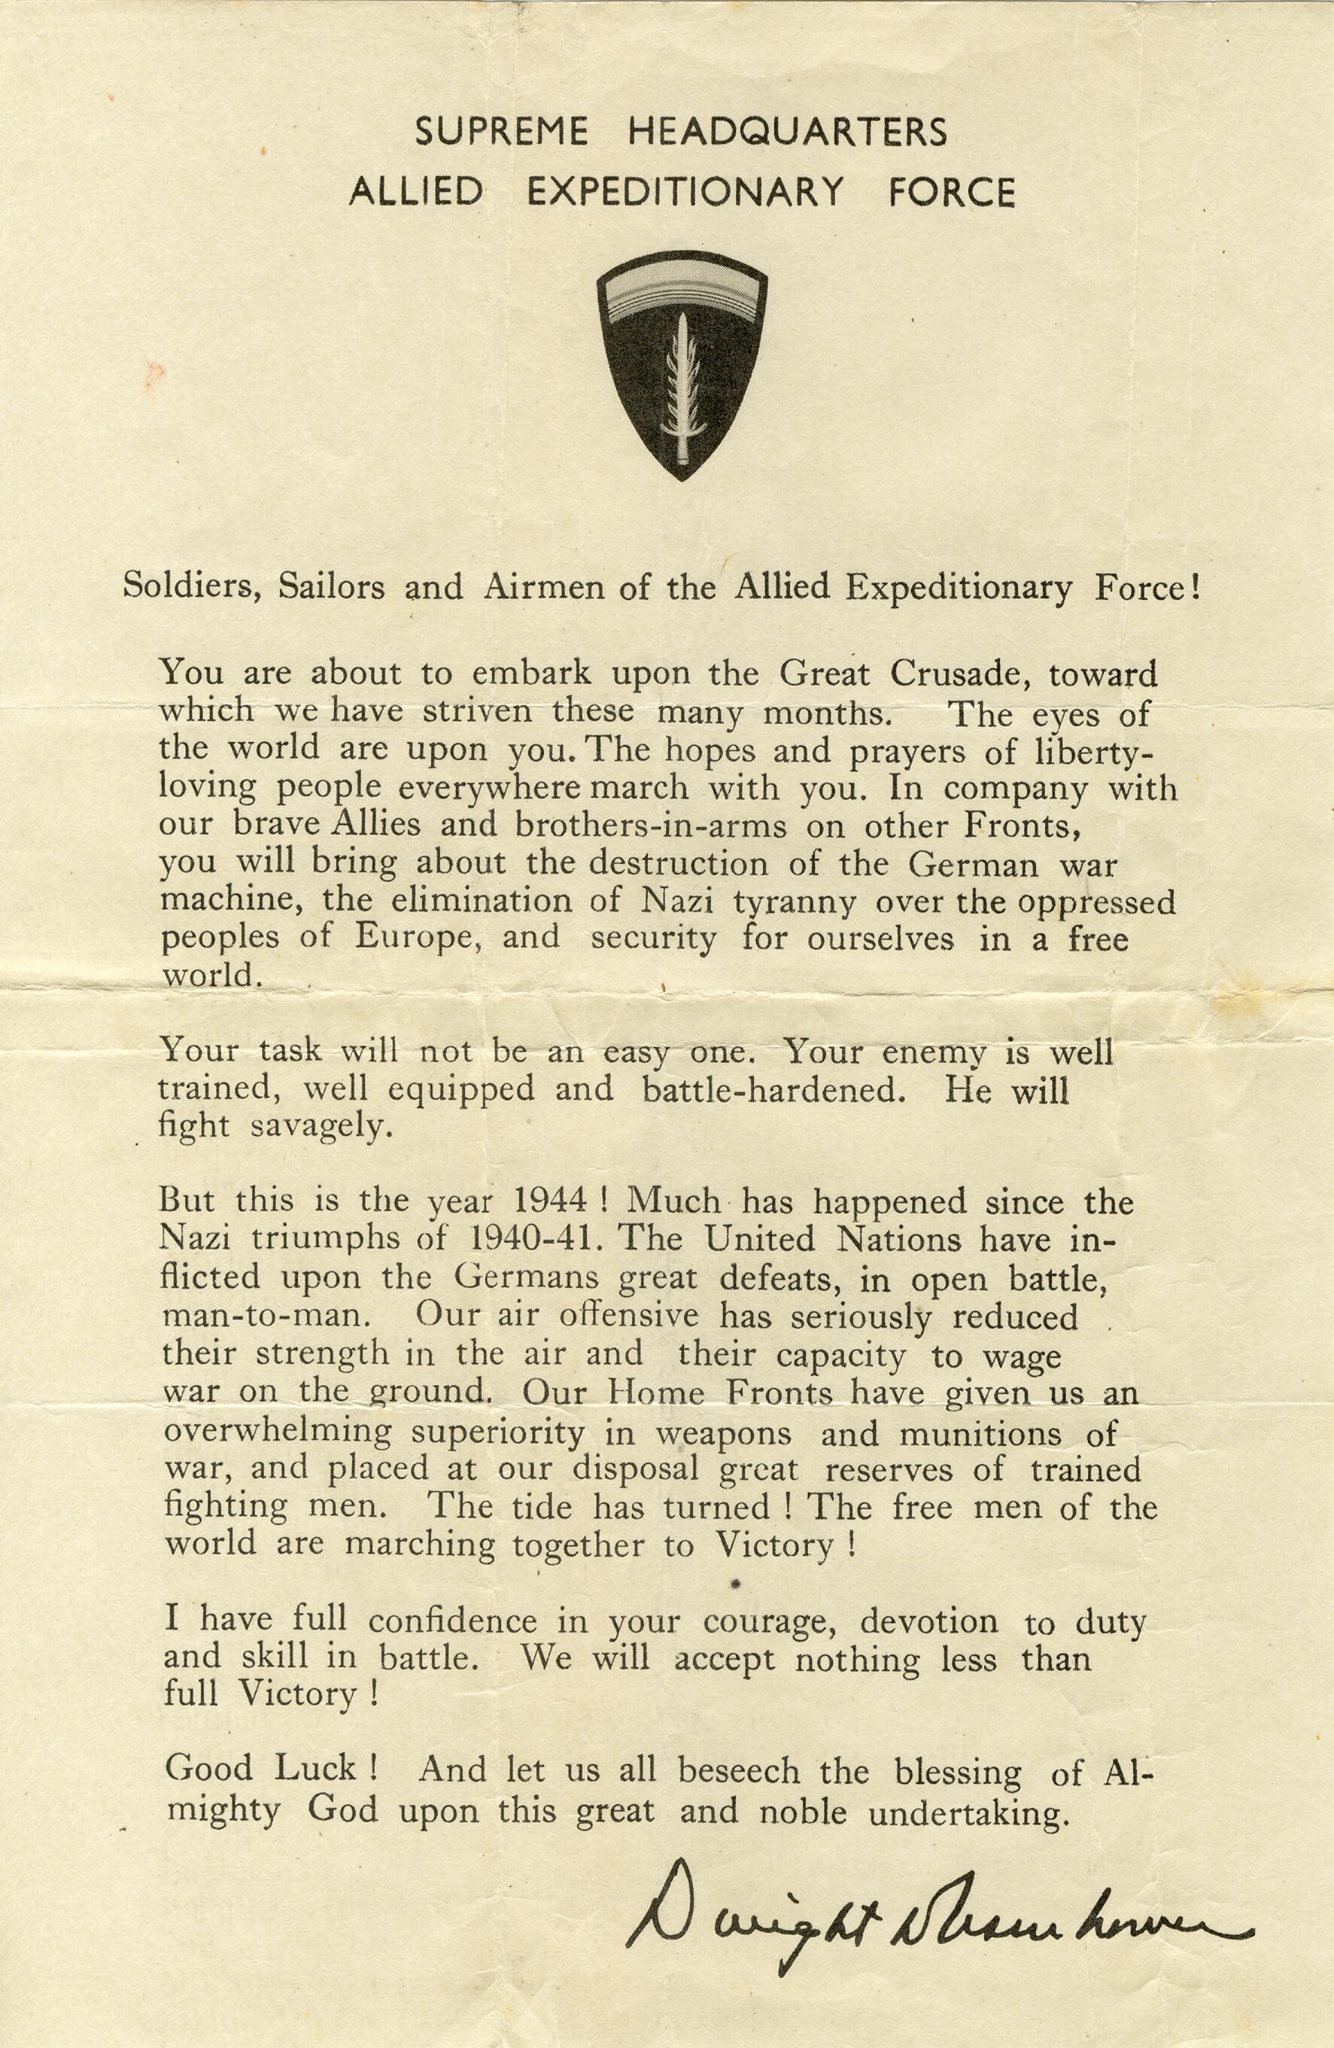 SUPREME HEADQUARTERS
ALLIED EXPEDITIONARY FORCE
Soldiers, Sailors and Airmen of the Allied Expeditionary Force!
You are about to embark upon the Great Crusade, toward
which we have striven these many months. The eyes of
the world are upon you. The hopes and prayers of liberty-
loving people everywhere march with you. In company with
our brave Allies and brothers-in-arms on other Fronts,
you will bring about the destruction of the German war
machine, the elimination of Nazi tyranny over the oppressed
peoples of Europe, and security for ourselves in a free
world.
Your task will not be an easy one. Your enemy is well
trained, well equipped and battle-hardened. He will
fight savagely.
But this is the year 1944 ! Much has happened since the
Nazi triumphs of 1940-41. The United Nations have in-
flicted upon the Germans great defeats, in open battle,
man-to-man. Our air offensive has seriously reduced
their strength in the air and their capacity to wage
war on the ground. Our Home Fronts have given us an
overwhelming superiority in weapons and munitions of
war, and placed at our disposal great reserves of trained
fighting men. The tide has turned ! The free men of the
world are marching together to Victory !
I have full confidence in your courage, devotion to duty
and skill in battle. We will accept nothing less than
full Victory !
Good Luck ! And let us all beseech the blessing of Al-
mighty God upon this great and noble undertaking.
Dwight D Eisenhower